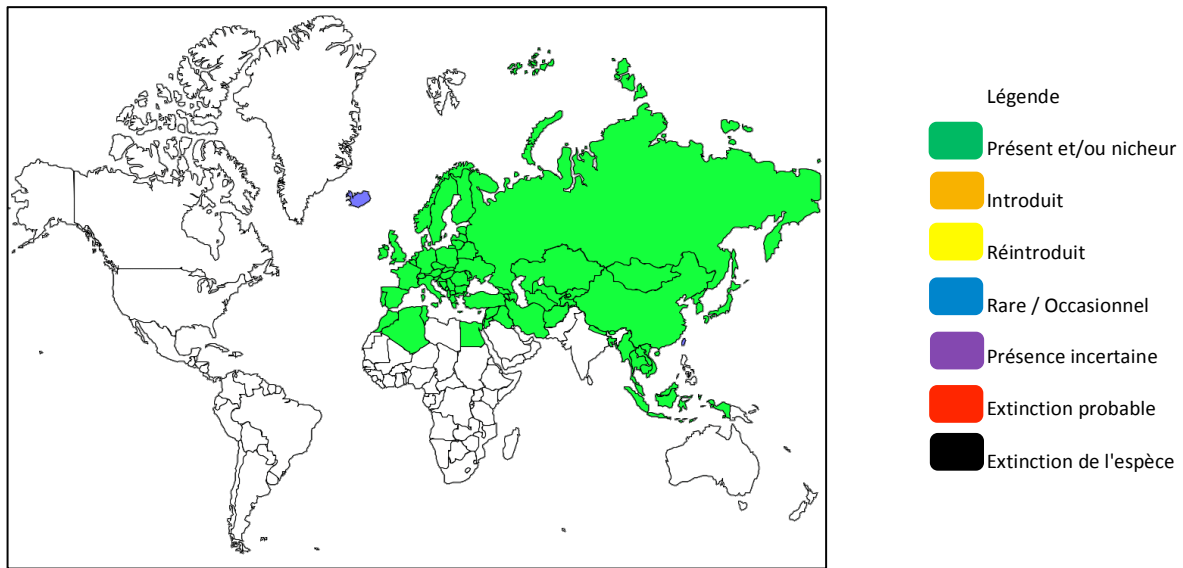 Légende
Présent et/ou nicheur
Introduit
Réintroduit
Rare / Occasionnel
Présence incertaine
Extinction probable
Extinction de l'espèce